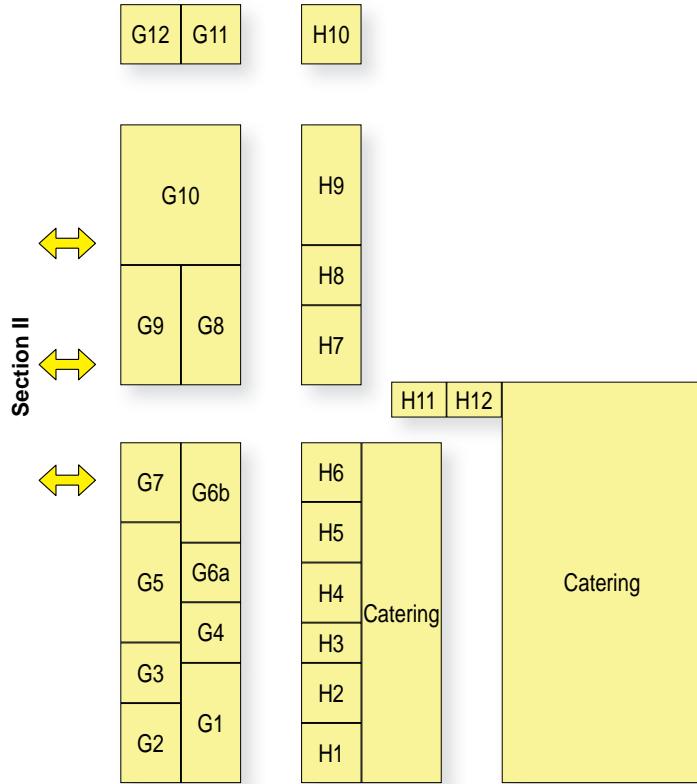 G12 G11 H10
G10
H9
H8
G9 G8
H7
Section II
H11 H12
G7
G6b
H6
H5
G5
G6a
H4
Catering
Catering
G4
H3
G3
H2
G1
G2
H1